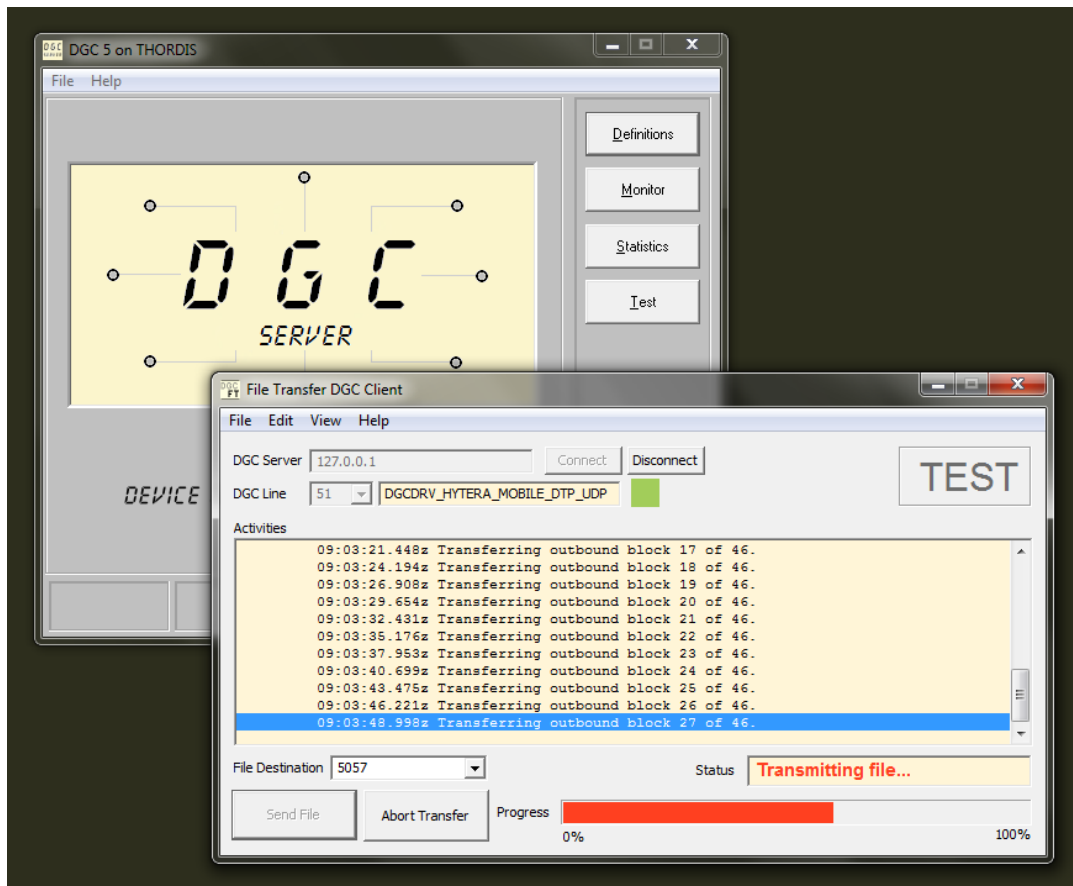 DGC SERVER
DGC 5 on THORDIS
File Help
Definitions
Monitor
Statistics
Test
D G C
SERVER
DEVICE
DGC FT
File Transfer DGC Client
File Edit View Help
DGC Server 127.0.0.1 Connect Disconnect
DGC Line 51 DGCDRV_HYTERA_MOBILE_DTP_UDP
TEST
Activities
09:03:21.448z Transferring outbound block 17 of 46.
09:03:24.194z Transferring outbound block 18 of 46.
09:03:26.908z Transferring outbound block 19 of 46.
09:03:29.654z Transferring outbound block 20 of 46.
09:03:32.431z Transferring outbound block 21 of 46.
09:03:35.176z Transferring outbound block 22 of 46.
09:03:37.953z Transferring outbound block 23 of 46.
09:03:40.699z Transferring outbound block 24 of 46.
09:03:43.475z Transferring outbound block 25 of 46.
09:03:46.221z Transferring outbound block 26 of 46.
09:03:48.998z Transferring outbound block 27 of 46.
File Destination 5057 Status Transmitting file...
Send File Abort Transfer Progress
0% 100%